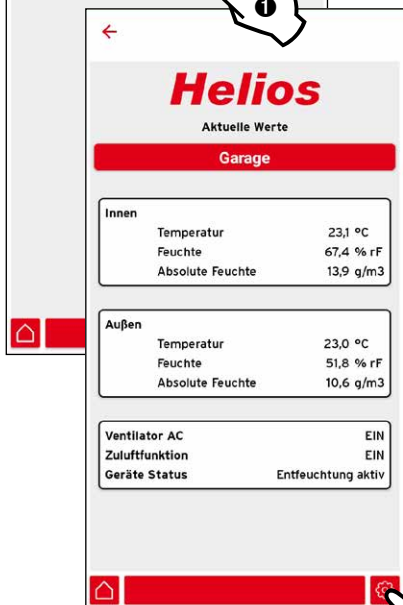 1
Helios
Aktuelle Werte
Garage
Innen
Temperatur 23,1 °C
Feuchte 67,4 % rF
Absolute Feuchte 13,9 g/m3
Außen
Temperatur 23,0 °C
Feuchte 51,8 % rF
Absolute Feuchte 10,6 g/m3
Ventilator AC EIN
Zuluftfunktion EIN
Geräte Status Entfeuchtung aktiv